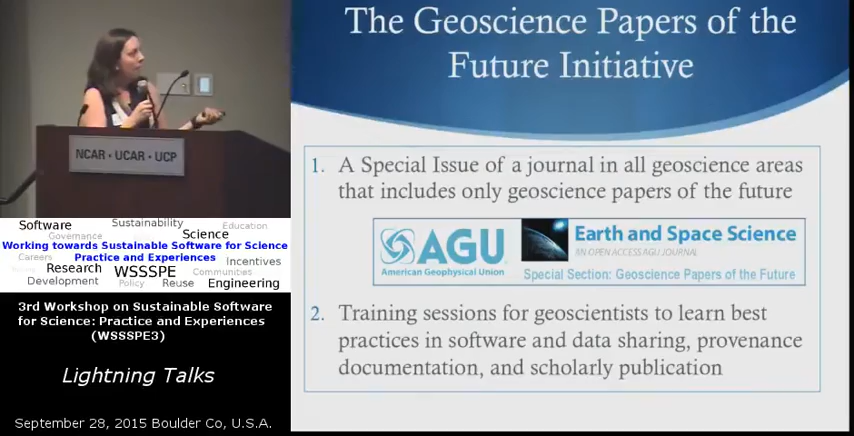 The Geoscience Papers of the
Future Initiative
1. A Special Issue of a journal in all geoscience areas
that includes only geoscience papers of the future
AGU
American Geophysical Union
Earth and Space Science
AN OPEN ACCESS AGU JOURNAL
Special Section: Geoscience Papers of the Future
2. Training sessions for geoscientists to learn best
practices in software and data sharing, provenance
documentation, and scholarly publication
NCAR • UCAR • UCP
Software
Sustainability
Education
Governance
Science
Working towards Sustainable Software for Science
Practice and Experiences
Careers
Incentives
Research
WSSSPE
Communities
Development
Policy
Reuse
Engineering
3rd Workshop on Sustainable Software
for Science: Practice and Experiences
(WSSSPE3)
Lightning Talks
September 28, 2015 Boulder Co, U.S.A.